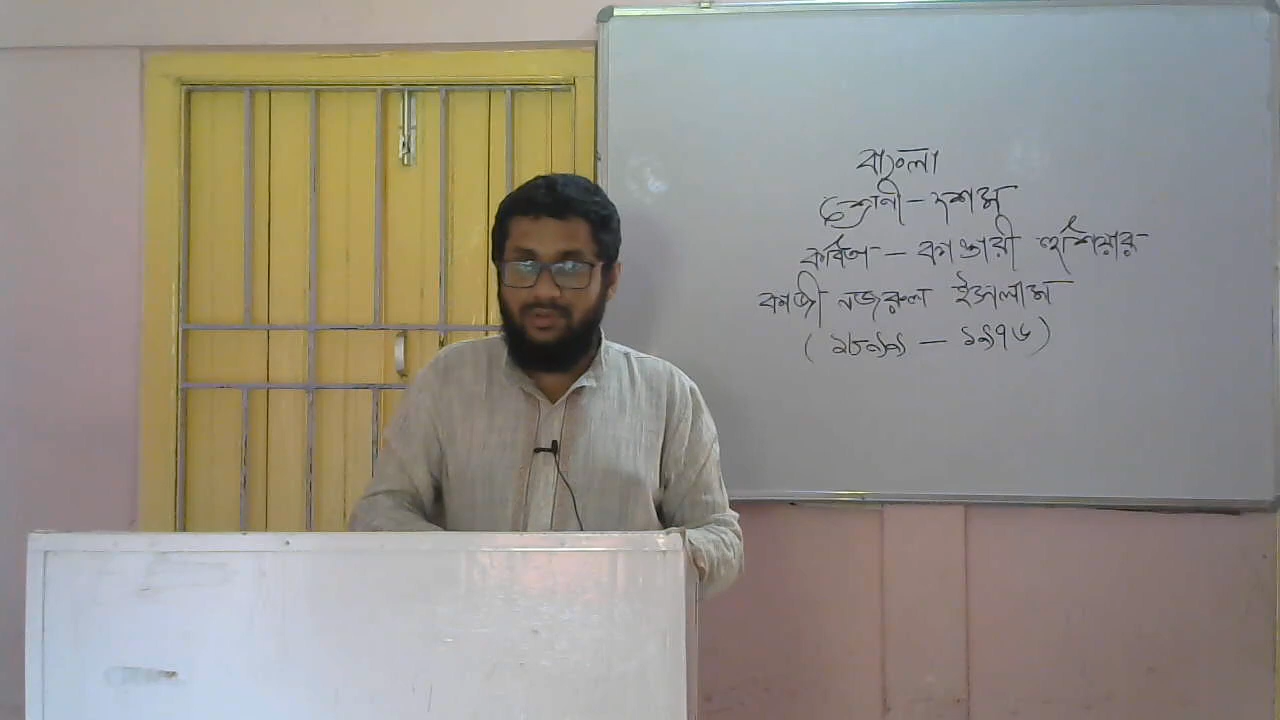 বাংলা
শ্রেণী - দশম
কবিতা - কাণ্ডারী হুঁশিয়ার
কাজী নজরুল ইসলাম
( ১৮৯৯ - ১৯৭৬ )